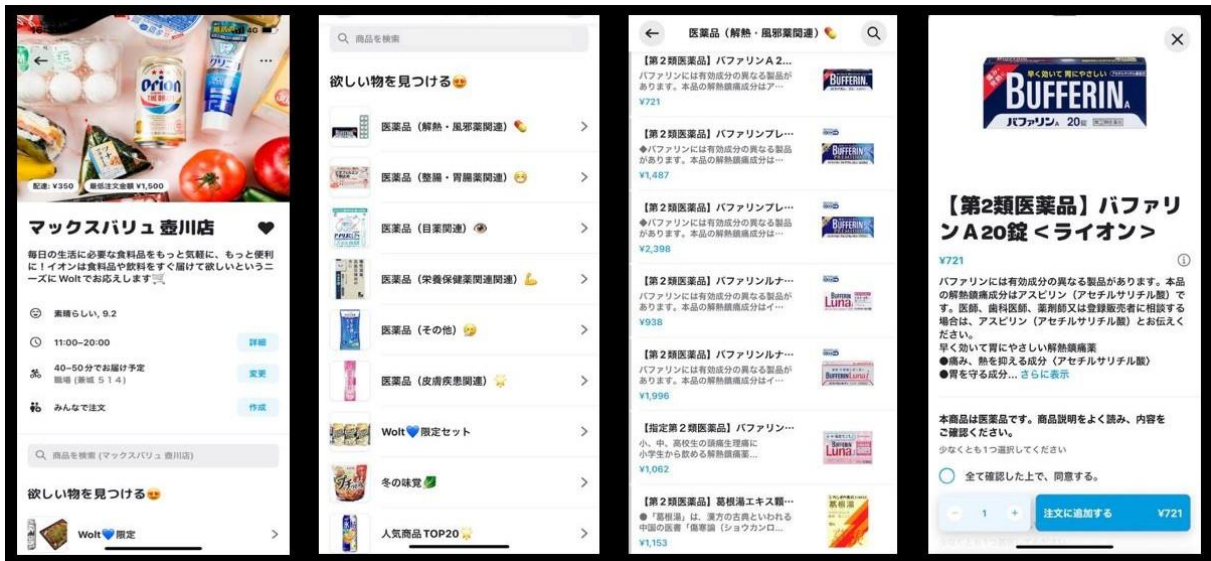 16:
4G
Orion
THE DRAFT
クリニ
ツナ
配達: ¥350
最低注文金額 ¥1,500
マックスバリュ 壺川店
毎日の生活に必要な食料品をもっと気軽に、もっと便利
に！イオンは食料品や飲料をすぐ届けて欲しいというニ
ーズに Wolt でお応えします🛒
素晴らしい, 9.2
11:00–20:00
詳細
40–50分でお届け予定
職場 (兼城 514)
変更
みんなで注文
作成
商品を検索 (マックスバリュ 壺川店)
欲しい物を見つける😍
Wolt💙限定
商品を検索
欲しい物を見つける😍
医薬品（解熱・風邪薬関連）💊
医薬品（整腸・胃腸薬関連）😁
医薬品（目薬関連）👁
医薬品（栄養保健薬関連関連）💪
医薬品（その他）🤧
医薬品（皮膚疾患関連）🌟
Wolt💙限定セット
冬の味覚🥬
人気商品TOP20🌟
医薬品（解熱・風邪薬関連）💊
【第２類医薬品】バファリンＡ２...
バファリンには有効成分の異なる製品が
あります。本品の解熱鎮痛成分はア…
¥721
BUFFERIN
【第２類医薬品】バファリンプレ…
◆バファリンには有効成分の異なる製品
があります。本品の解熱鎮痛成分は…
¥1,487
BUFFERIN
PREMIUM
【第２類医薬品】バファリンプレ…
◆バファリンには有効成分の異なる製品
があります。本品の解熱鎮痛成分は…
¥2,398
BUFFERIN
PREMIUM
【第２類医薬品】バファリンルナ…
バファリンには有効成分の異なる製品が
あります。本品の解熱鎮痛成分はイ…
¥938
BUFFERIN
Luna
【第２類医薬品】バファリンルナ…
バファリンには有効成分の異なる製品が
あります。本品の解熱鎮痛成分はイ…
¥1,996
BUFFERIN Luna
【指定第２類医薬品】バファリン…
小、中、高校生の頭痛生理痛に
小学生から飲める解熱鎮痛薬...
¥1,062
BUFFERIN
Luna
【第２類医薬品】葛根湯エキス顆…
●「葛根湯」は、漢方の古典といわれる
中国の医書「傷寒論（ショウカンロ...
¥1,153
葛根湯
早く効いて 胃にやさしい
BUFFERIN A
バファリンA 20錠
【第2類医薬品】バファリ
ンＡ20錠＜ライオン＞
¥721
バファリンには有効成分の異なる製品があります。本品
の解熱鎮痛成分はアスピリン（アセチルサリチル酸）で
す。医師、歯科医師、薬剤師又は登録販売者に相談する
場合は、アスピリン（アセチルサリチル酸）とお伝えく
ださい。
早く効いて胃にやさしい解熱鎮痛薬
●痛み、熱を抑える成分〈アセチルサリチル酸〉
●胃を守る成分... さらに表示
本商品は医薬品です。商品説明をよく読み、内容を
ご確認ください。
少なくとも1つ選択してください
全て確認した上で、同意する。
1
注文に追加する
¥721